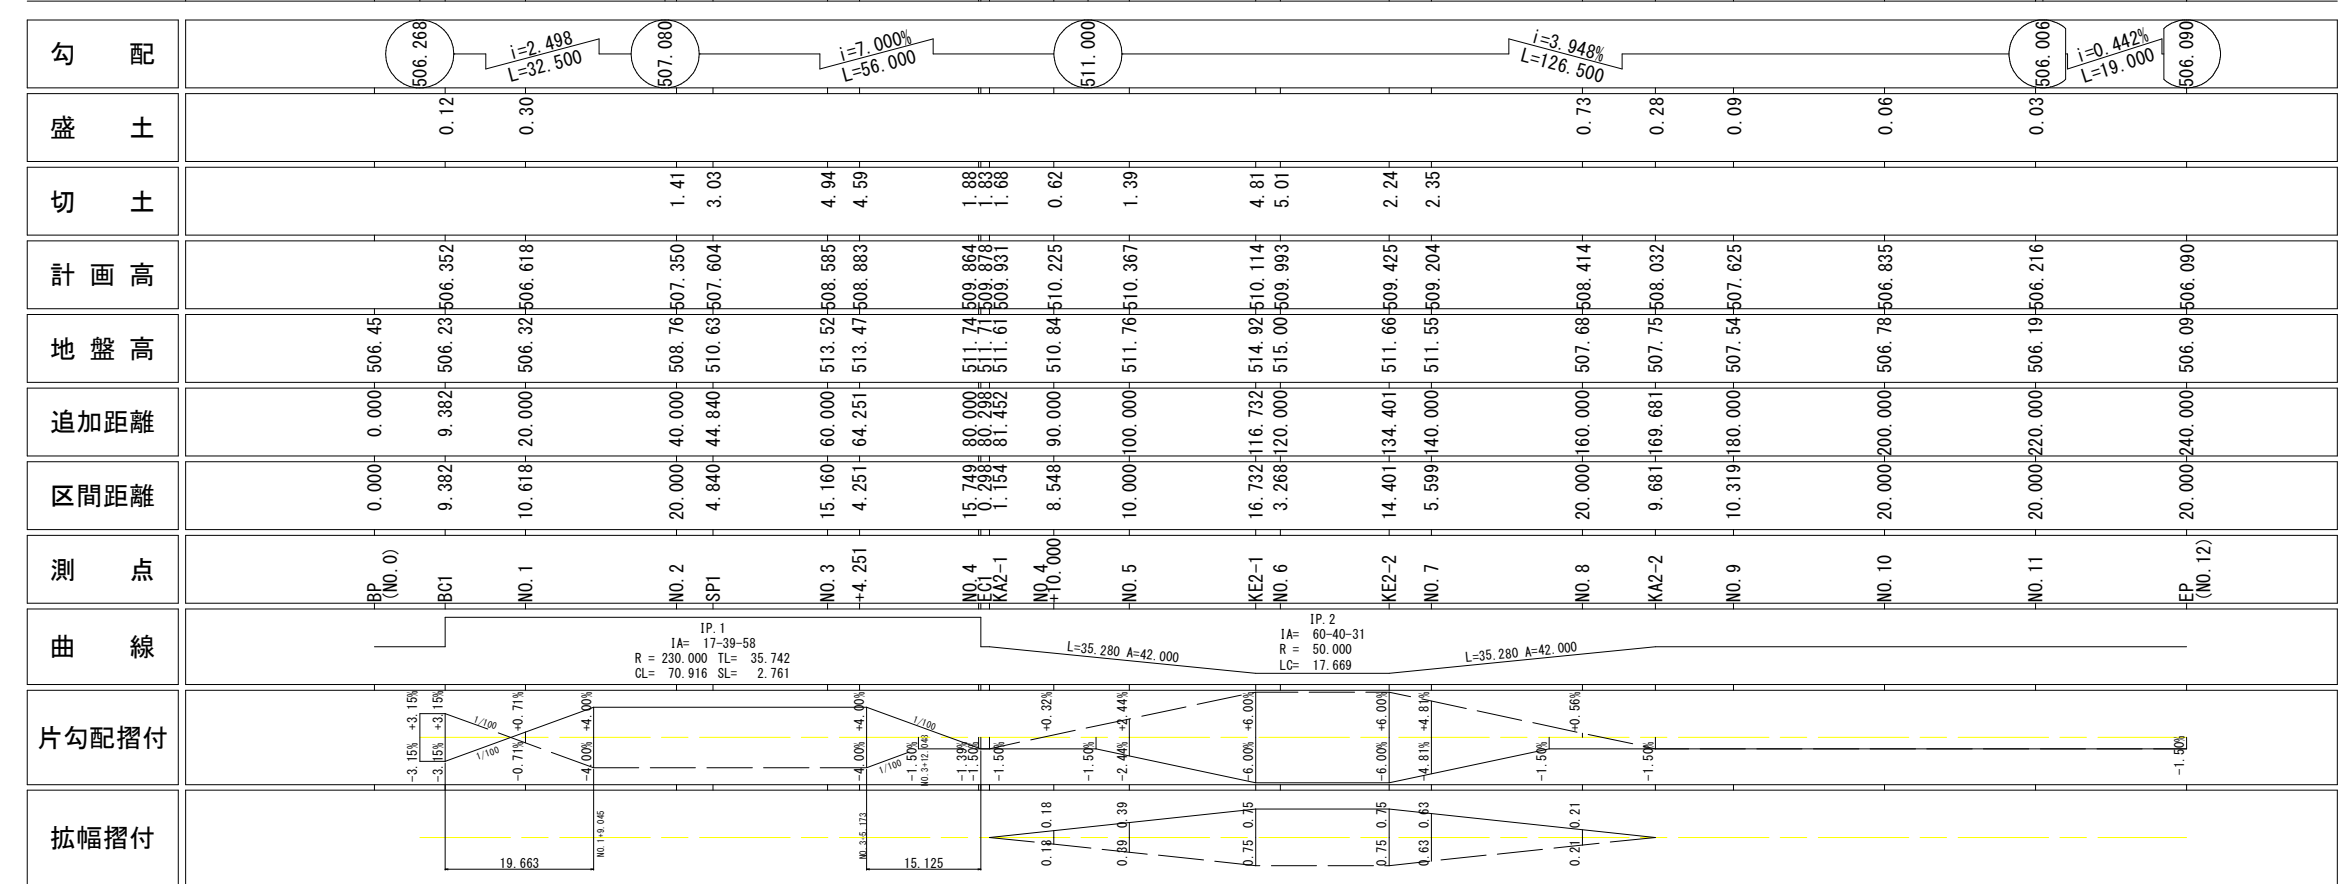 勾 配
506.268
i=2.498
L=32.500
507.080
i=7.000%
L=56.000
511.000
i=3.948%
L=126.500
506.006
i=0.442%
L=19.000
506.090
盛 土
0.12
0.30
0.73
0.28
0.09
0.06
0.03
切 土
1.41
3.03
4.94
4.59
1.88
1.83
1.68
0.62
1.39
4.81
5.01
2.24
2.35
計 画 高
506.352
506.618
507.350
507.604
508.585
508.883
509.864
509.878
509.931
510.225
510.367
510.114
509.993
509.425
509.204
508.414
508.032
507.625
506.835
506.216
506.090
地 盤 高
506.45
506.23
506.32
508.76
510.63
513.52
513.47
511.74
511.71
511.61
510.84
511.76
514.92
515.00
511.66
511.55
507.68
507.75
507.54
506.78
506.19
506.09
追加距離
0.000
9.382
20.000
40.000
44.840
60.000
64.251
80.000
80.298
81.452
90.000
100.000
116.732
120.000
134.401
140.000
160.000
169.681
180.000
200.000
220.000
240.000
区間距離
0.000
9.382
10.618
20.000
4.840
15.160
4.251
15.749
0.298
1.154
8.548
10.000
16.732
3.268
14.401
5.599
20.000
9.681
10.319
20.000
20.000
20.000
測 点
BP
(NO.0)
BC1
NO.1
NO.2
SP1
NO.3
+4.251
NO.4
EC1
KA2-1
NO.4
+10.000
NO.5
KE2-1
NO.6
KE2-2
NO.7
NO.8
KA2-2
NO.9
NO.10
NO.11
EP
(NO.12)
曲 線
IP.1
IA= 17-39-58
R = 230.000 TL= 35.742
CL= 70.916 SL= 2.761
L=35.280 A=42.000
IP.2
IA= 60-40-31
R = 50.000
LC= 17.669
L=35.280 A=42.000
片勾配摺付
-3.15% +3.15%
-3.15% +3.15%
1/100
1/100
-0.71% +0.71%
-4.00% +4.00%
-4.00% +4.00%
1/100
1/100
-1.50%
NO.3+12.043
-1.39%
-1.50%
-1.50%
+0.32%
-1.50%
-2.44% +2.44%
-6.00% +6.00%
-6.00% +6.00%
-4.81% +4.81%
-1.50%
+0.56%
-1.50%
-1.50%
拡幅摺付
19.663
NO.1+9.045
NO.3+5.173
15.125
0.18 0.18
0.39 0.39
0.75 0.75
0.75 0.75
0.63 0.63
0.21 0.21